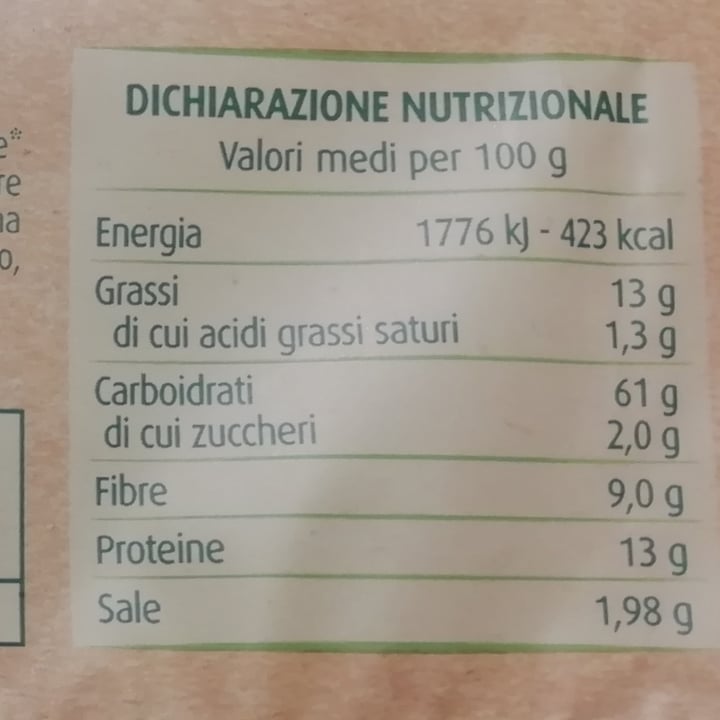 DICHIARAZIONE NUTRIZIONALE
Valori medi per 100 g
Energia 1776 kJ - 423 kcal
Grassi 13 g
di cui acidi grassi saturi 1,3 g
Carboidrati 61 g
di cui zuccheri 2,0 g
Fibre 9,0 g
Proteine 13 g
Sale 1,98 g